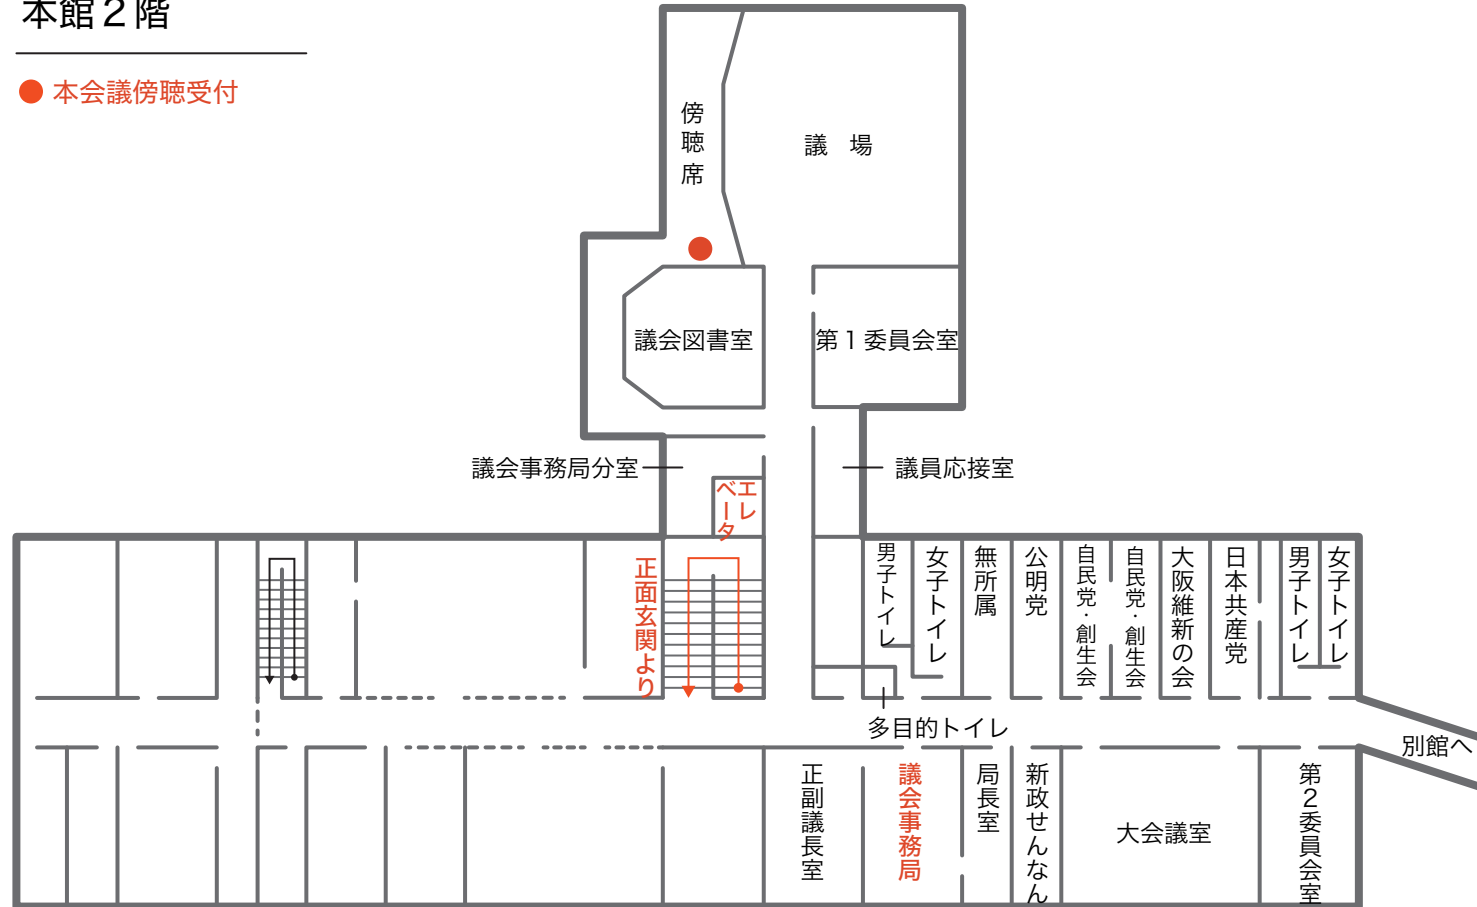 本館２階
本会議傍聴受付
傍聴席
議　場
議会図書室
第１委員会室
議会事務局分室
議員応接室
エレベータ
正面玄関より
男子トイレ
女子トイレ
無所属
公明党
自民党・創生会
自民党・創生会
大阪維新の会
日本共産党
男子トイレ
女子トイレ
多目的トイレ
別館へ
正副議長室
議会事務局
局長室
新政せんなん
大会議室
第２委員会室